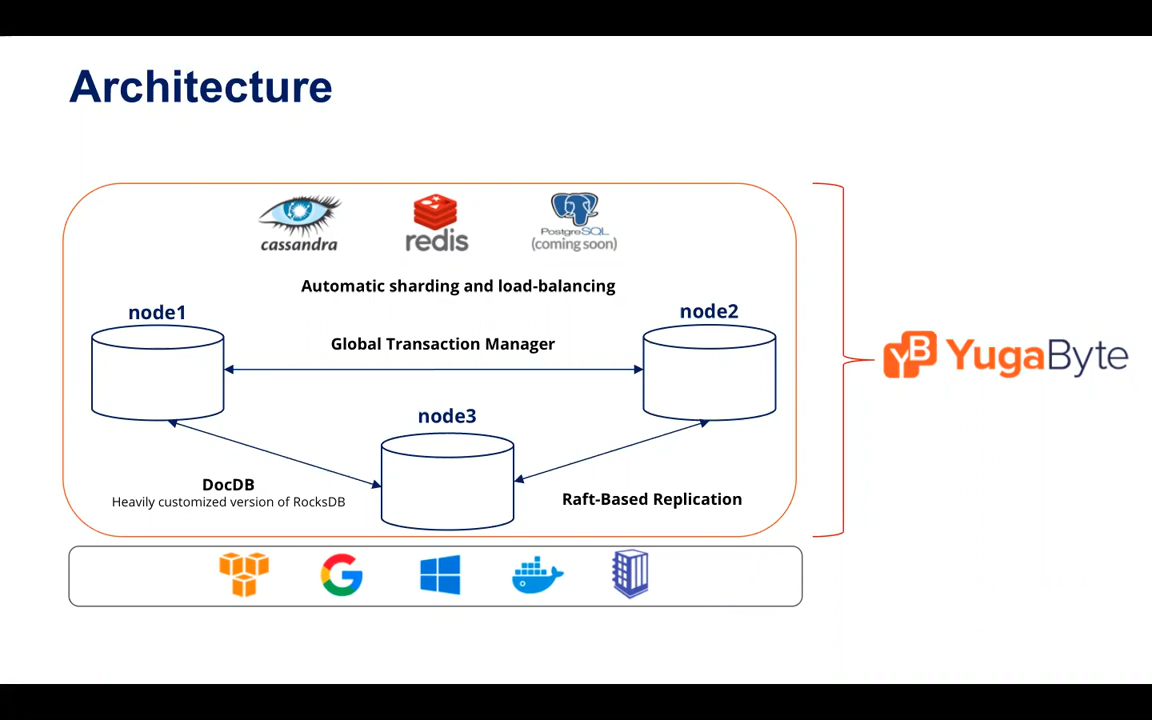 Architecture
cassandra
redis
PostgreSQL
(coming soon)
Automatic sharding and load-balancing
node1
node2
Global Transaction Manager
YB YugaByte
node3
DocDB
Heavily customized version of RocksDB
Raft-Based Replication
G